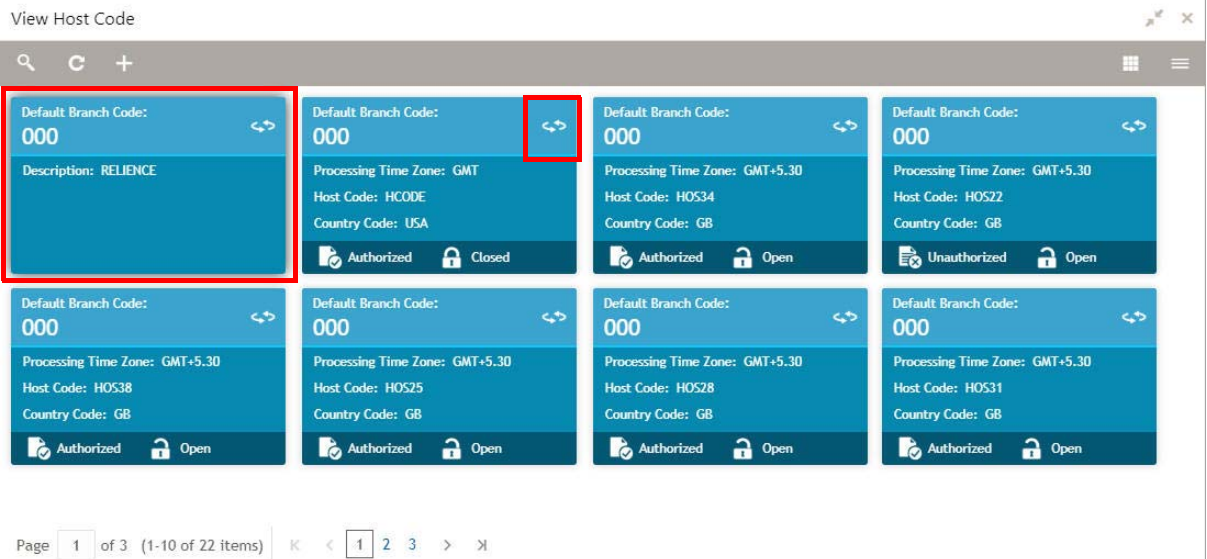 View Host Code
Default Branch Code:
000
Description: RELIENCE
Default Branch Code:
000
Processing Time Zone: GMT
Host Code: HCODE
Country Code: USA
Authorized Closed
Default Branch Code:
000
Processing Time Zone: GMT+5.30
Host Code: HOS34
Country Code: GB
Authorized Open
Default Branch Code:
000
Processing Time Zone: GMT+5.30
Host Code: HOS22
Country Code: GB
Unauthorized Open
Default Branch Code:
000
Processing Time Zone: GMT+5.30
Host Code: HOS38
Country Code: GB
Authorized Open
Default Branch Code:
000
Processing Time Zone: GMT+5.30
Host Code: HOS25
Country Code: GB
Authorized Open
Default Branch Code:
000
Processing Time Zone: GMT+5.30
Host Code: HOS28
Country Code: GB
Authorized Open
Default Branch Code:
000
Processing Time Zone: GMT+5.30
Host Code: HOS31
Country Code: GB
Authorized Open
Page 1 of 3 (1-10 of 22 items) 1 2 3